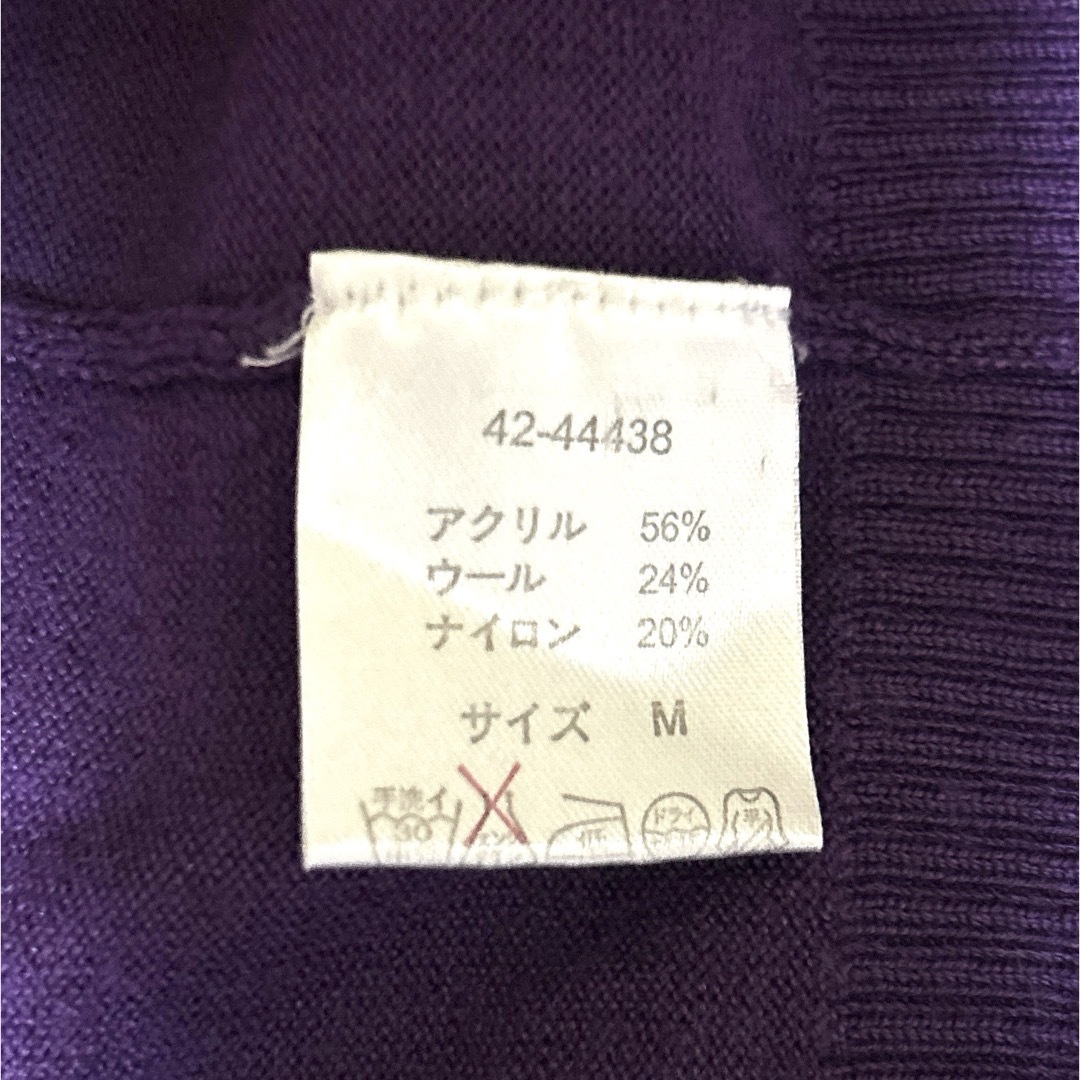 42-44438
アクリル 56%
ウール 24%
ナイロン 20%
サイズ M
手洗イ
30
ドライ
平